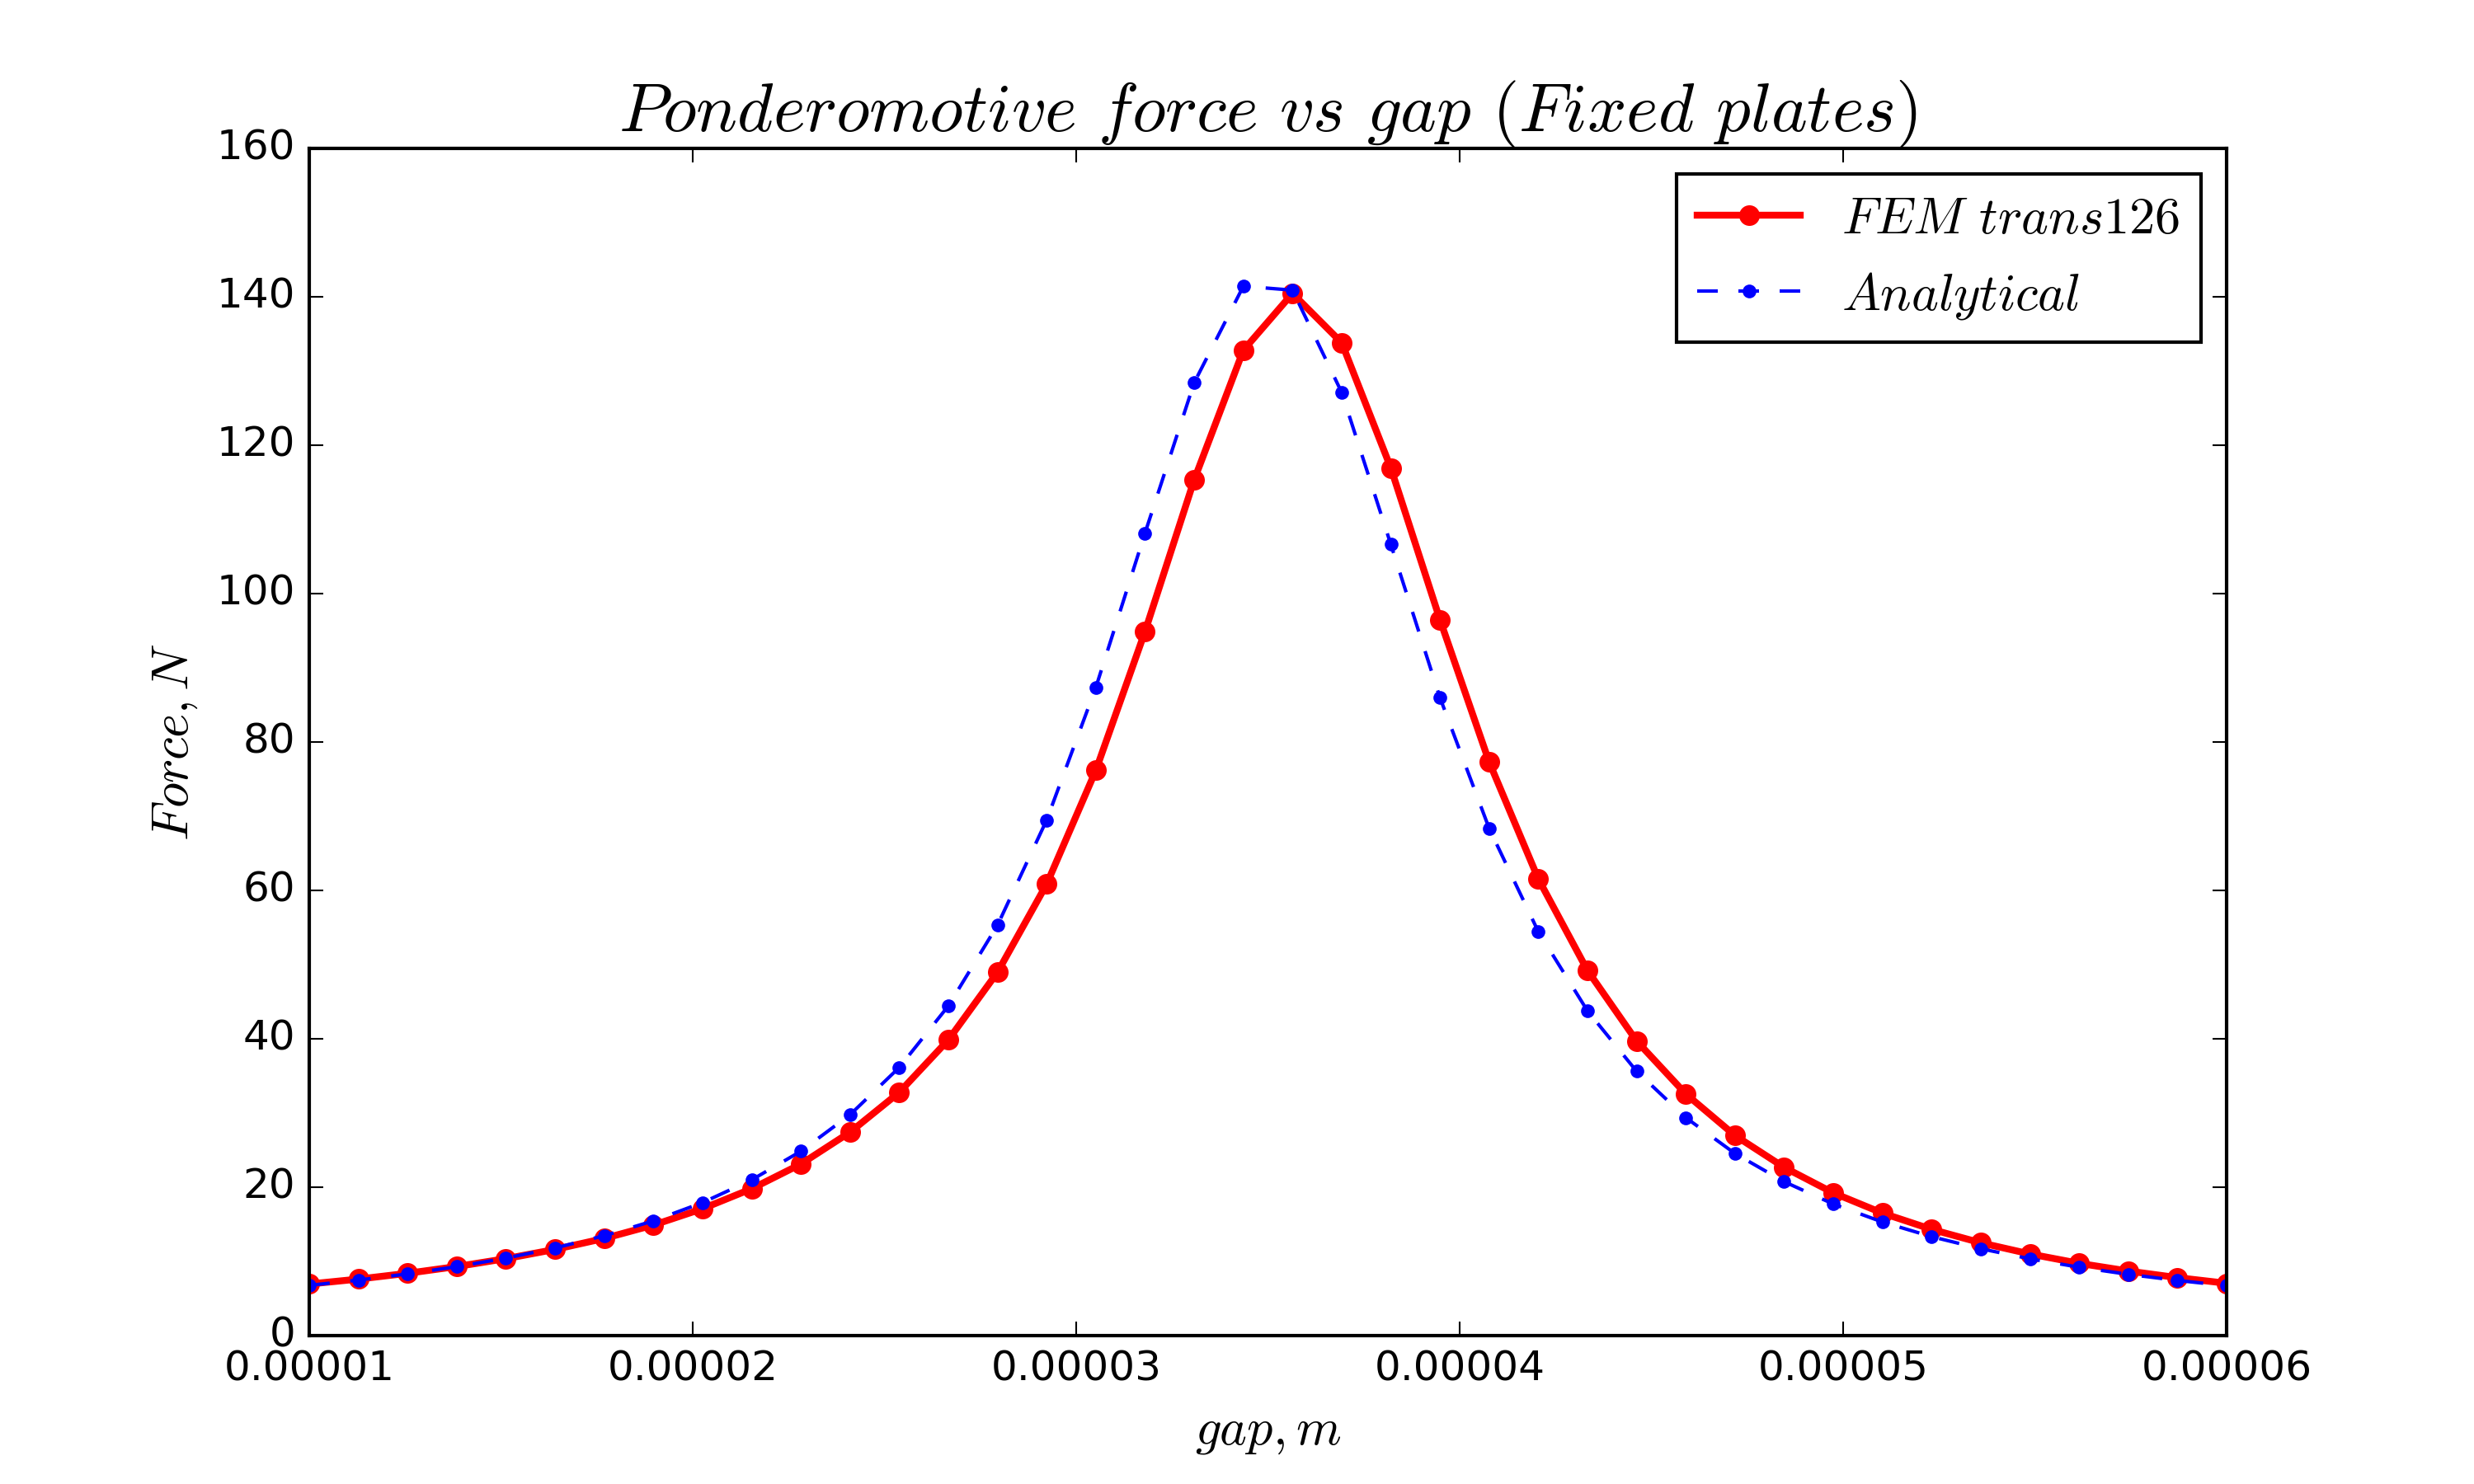 Ponderomotive force vs gap (Fixed plates)
160
140
120
100
80
60
40
20
0
Force, N
FEM trans126
Analytical
0.00001 0.00002 0.00003 0.00004 0.00005 0.00006
gap, m